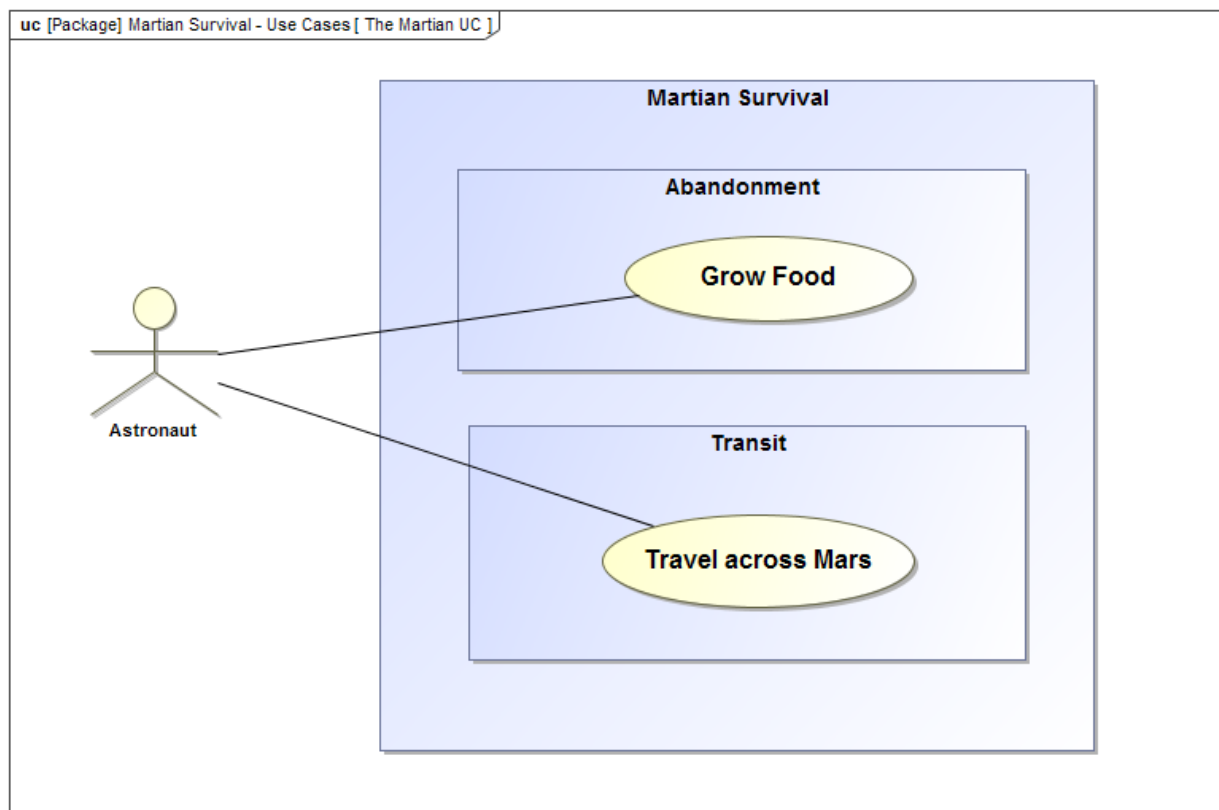 uc [Package] Martian Survival - Use Cases [ The Martian UC ]
Martian Survival
Abandonment
Grow Food
Astronaut
Transit
Travel across Mars